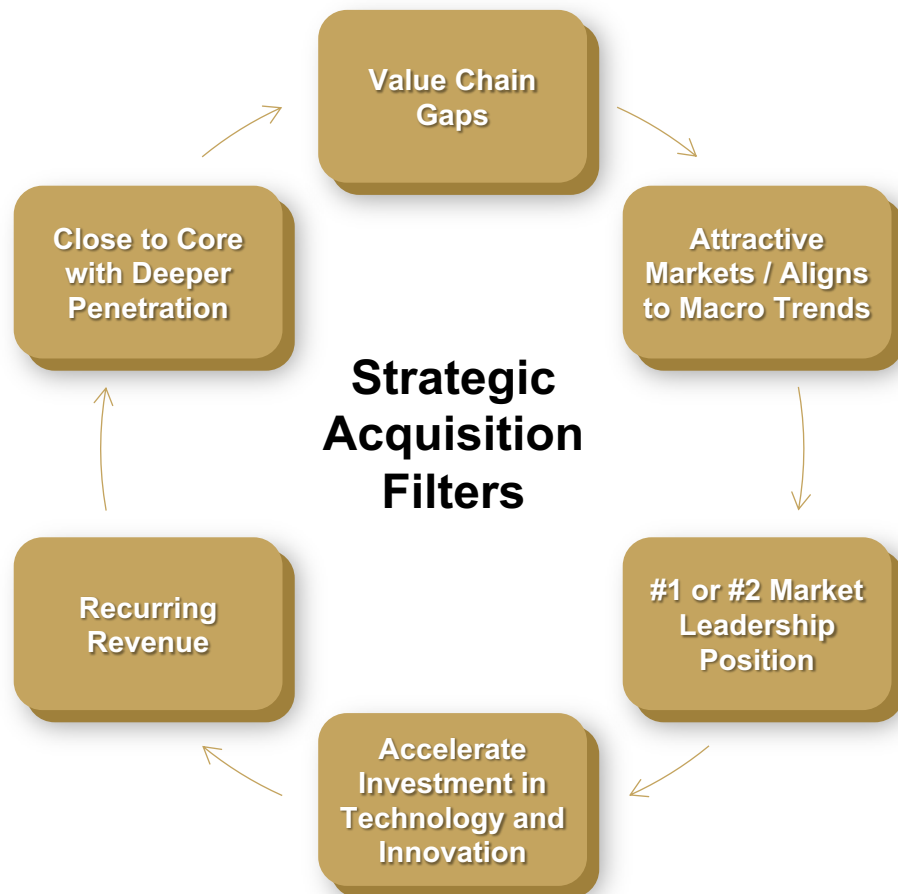 Value Chain
Gaps
Attractive
Markets / Aligns
to Macro Trends
#1 or #2 Market
Leadership
Position
Accelerate
Investment in
Technology and
Innovation
Recurring
Revenue
Close to Core
with Deeper
Penetration
Strategic
Acquisition
Filters